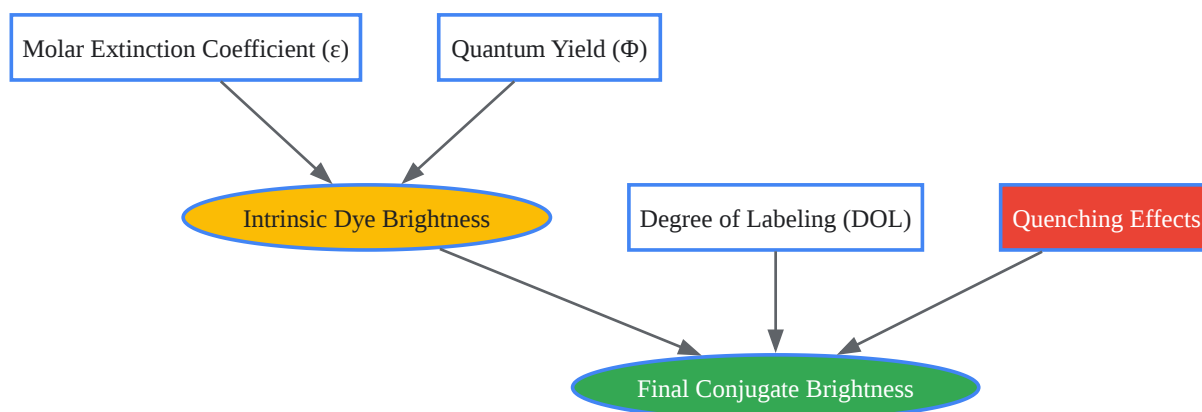 Molar Extinction Coefficient (ε)
Quantum Yield (Φ)
Intrinsic Dye Brightness
Degree of Labeling (DOL)
Quenching Effects
Final Conjugate Brightness